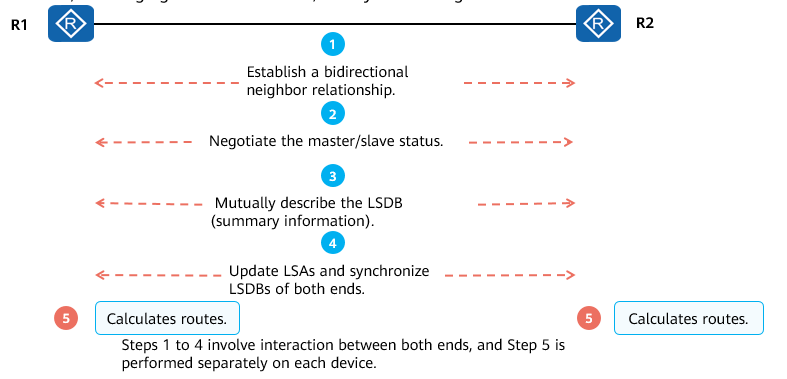 R1
R
R
R2
1
Establish a bidirectional
neighbor relationship.
2
Negotiate the master/slave status.
3
Mutually describe the LSDB
(summary information).
4
Update LSAs and synchronize
LSDBs of both ends.
5
Calculates routes.
5
Calculates routes.
Steps 1 to 4 involve interaction between both ends, and Step 5 is
performed separately on each device.